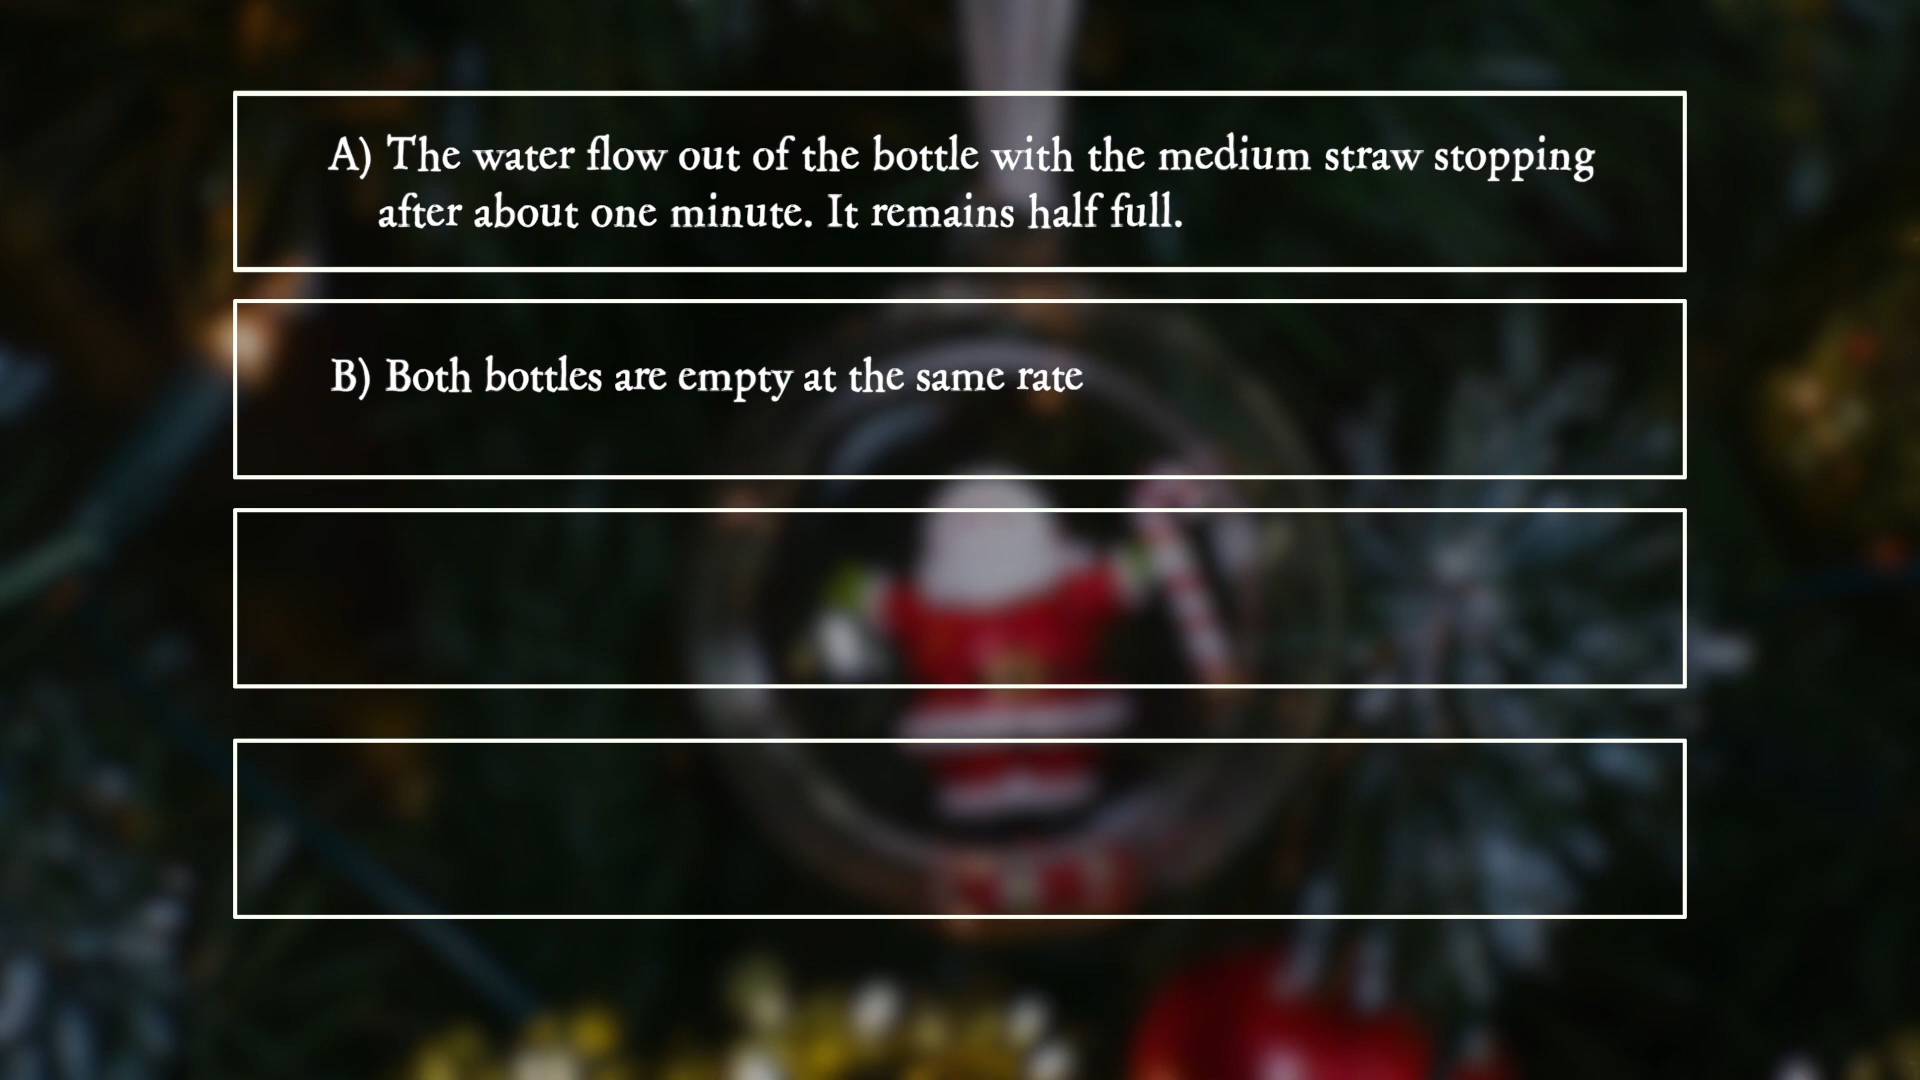 A) The water flow out of the bottle with the medium straw stopping
after about one minute. It remains half full.
B) Both bottles are empty at the same rate